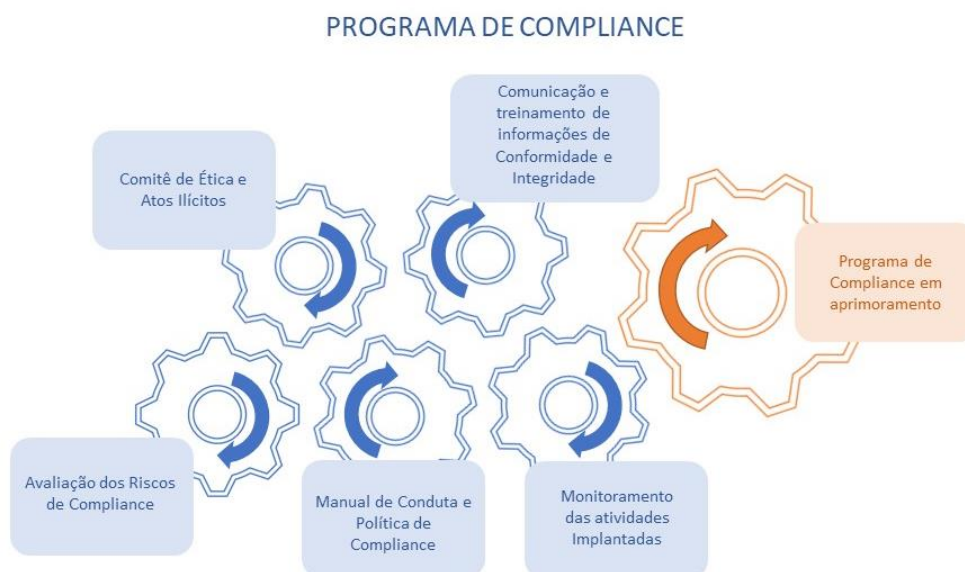 PROGRAMA DE COMPLIANCE
Comunicação e
treinamento de
informações de
Conformidade e
Integridade
Comitê de Ética e
Atos Ilícitos
Programa de
Compliance em
aprimoramento
Avaliação dos Riscos
de Compliance
Manual de Conduta e
Política de
Compliance
Monitoramento
das atividades
Implantadas